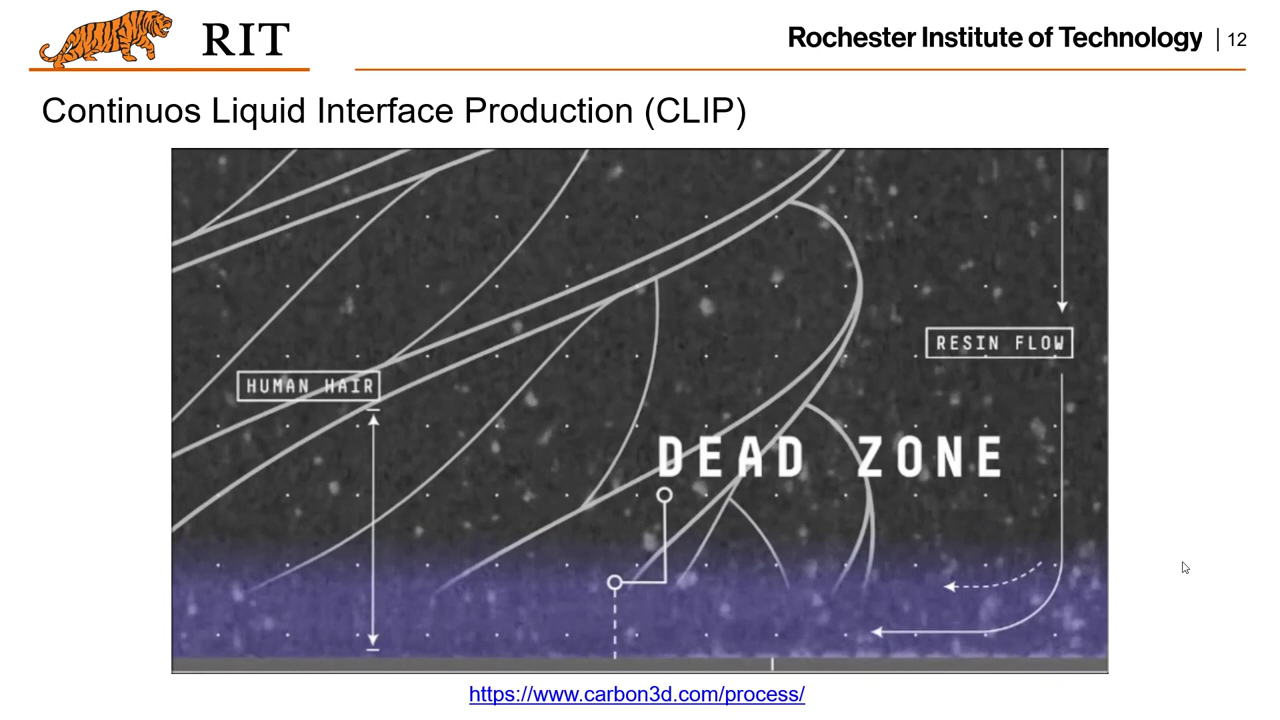 RIT
Rochester Institute of Technology | 12
Continuos Liquid Interface Production (CLIP)
RESIN FLOW
HUMAN HAIR
DEAD ZONE
https://www.carbon3d.com/process/